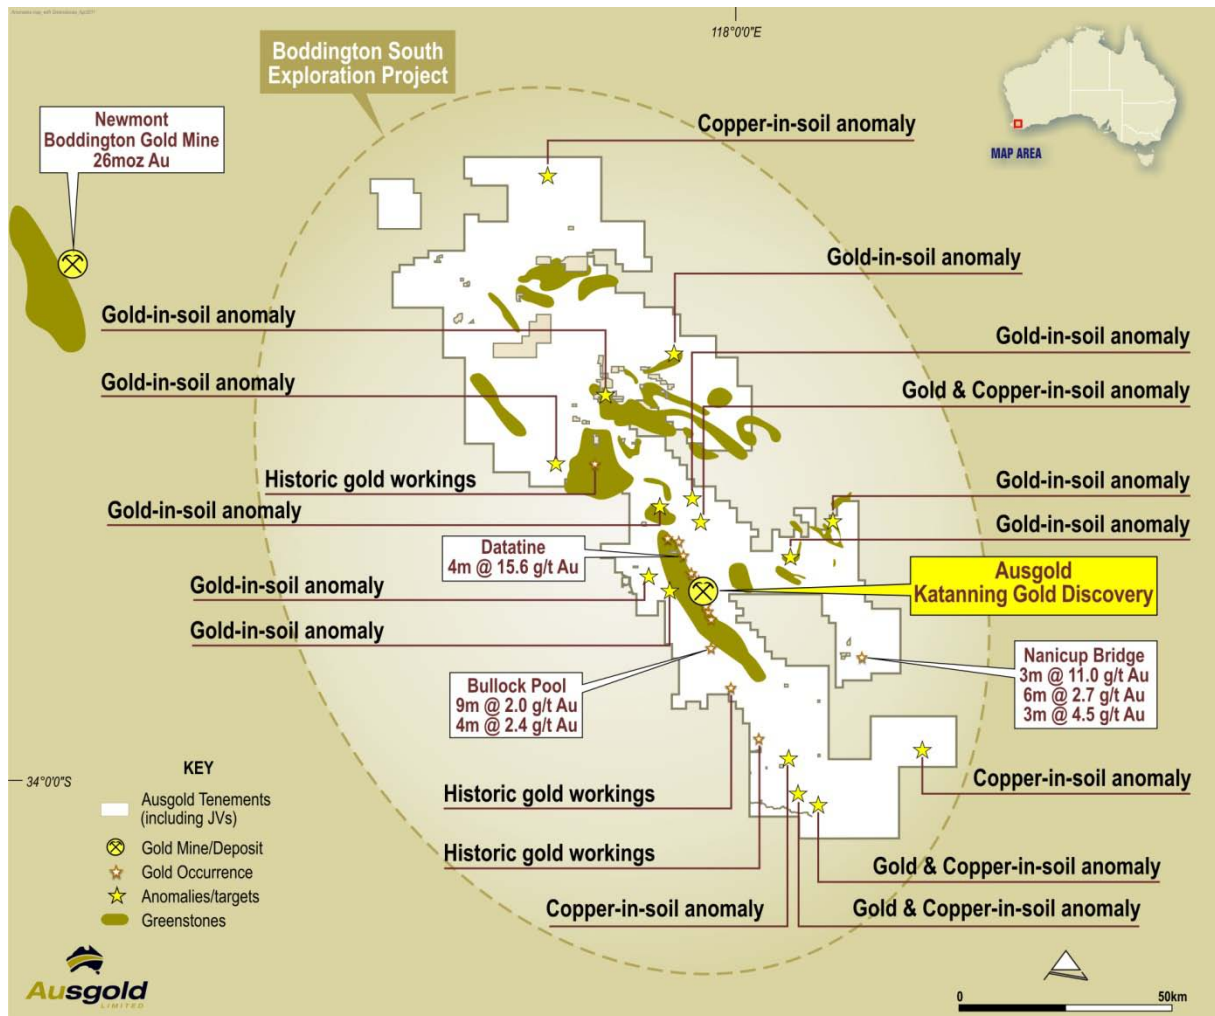 118°0'0"E
Boddington South
Exploration Project
Newmont
Boddington Gold Mine
26moz Au
Copper-in-soil anomaly
MAP AREA
Gold-in-soil anomaly
Gold-in-soil anomaly
Gold-in-soil anomaly
Gold-in-soil anomaly
Gold & Copper-in-soil anomaly
Historic gold workings
Gold-in-soil anomaly
Gold-in-soil anomaly
Gold-in-soil anomaly
Datatine
4m @ 15.6 g/t Au
Ausgold
Katanning Gold Discovery
Gold-in-soil anomaly
Gold-in-soil anomaly
Nanicup Bridge
3m @ 11.0 g/t Au
6m @ 2.7 g/t Au
3m @ 4.5 g/t Au
Bullock Pool
9m @ 2.0 g/t Au
4m @ 2.4 g/t Au
34°0'0"S
Copper-in-soil anomaly
Historic gold workings
Historic gold workings
Gold & Copper-in-soil anomaly
Copper-in-soil anomaly
Gold & Copper-in-soil anomaly
KEY
Ausgold Tenements
(including JVs)
Gold Mine/Deposit
Gold Occurrence
Anomalies/targets
Greenstones
Ausgold
LIMITED
0 50km